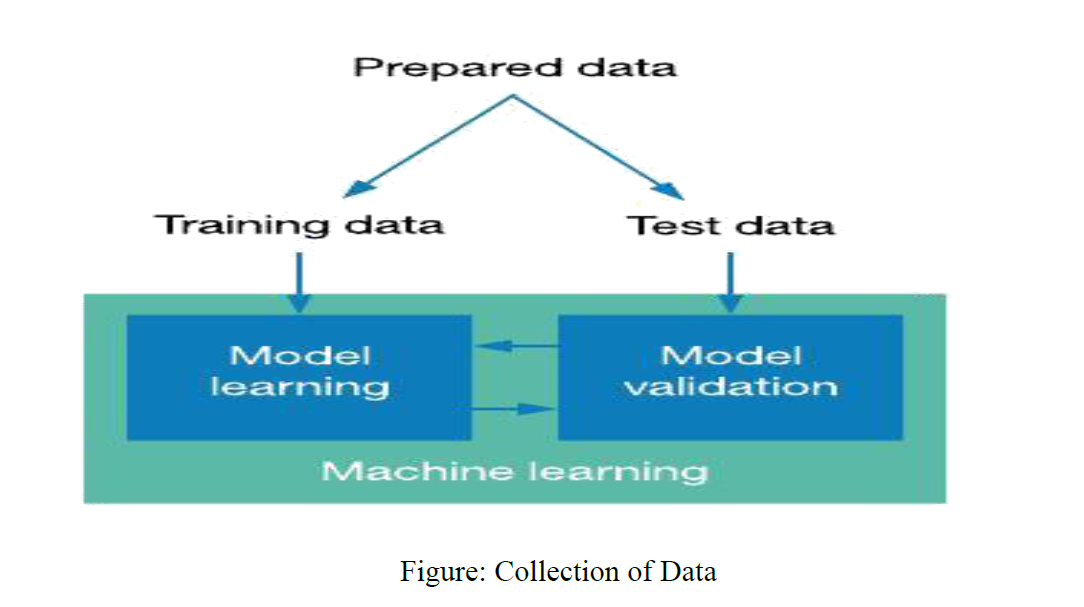 Prepared data
Training data
Test data
Model
learning
Model
validation
Machine learning
Figure: Collection of Data